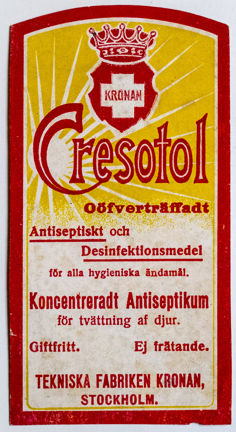 KRONAN
Cresotol
Oöfverträffadt
Antiseptiskt och
Desinfektionsmedel
för alla hygieniska ändamål.
Koncentreradt Antiseptikum
för tvättning af djur.
Giftfritt. Ej frätande.
TEKNISKA FABRIKEN KRONAN,
STOCKHOLM.